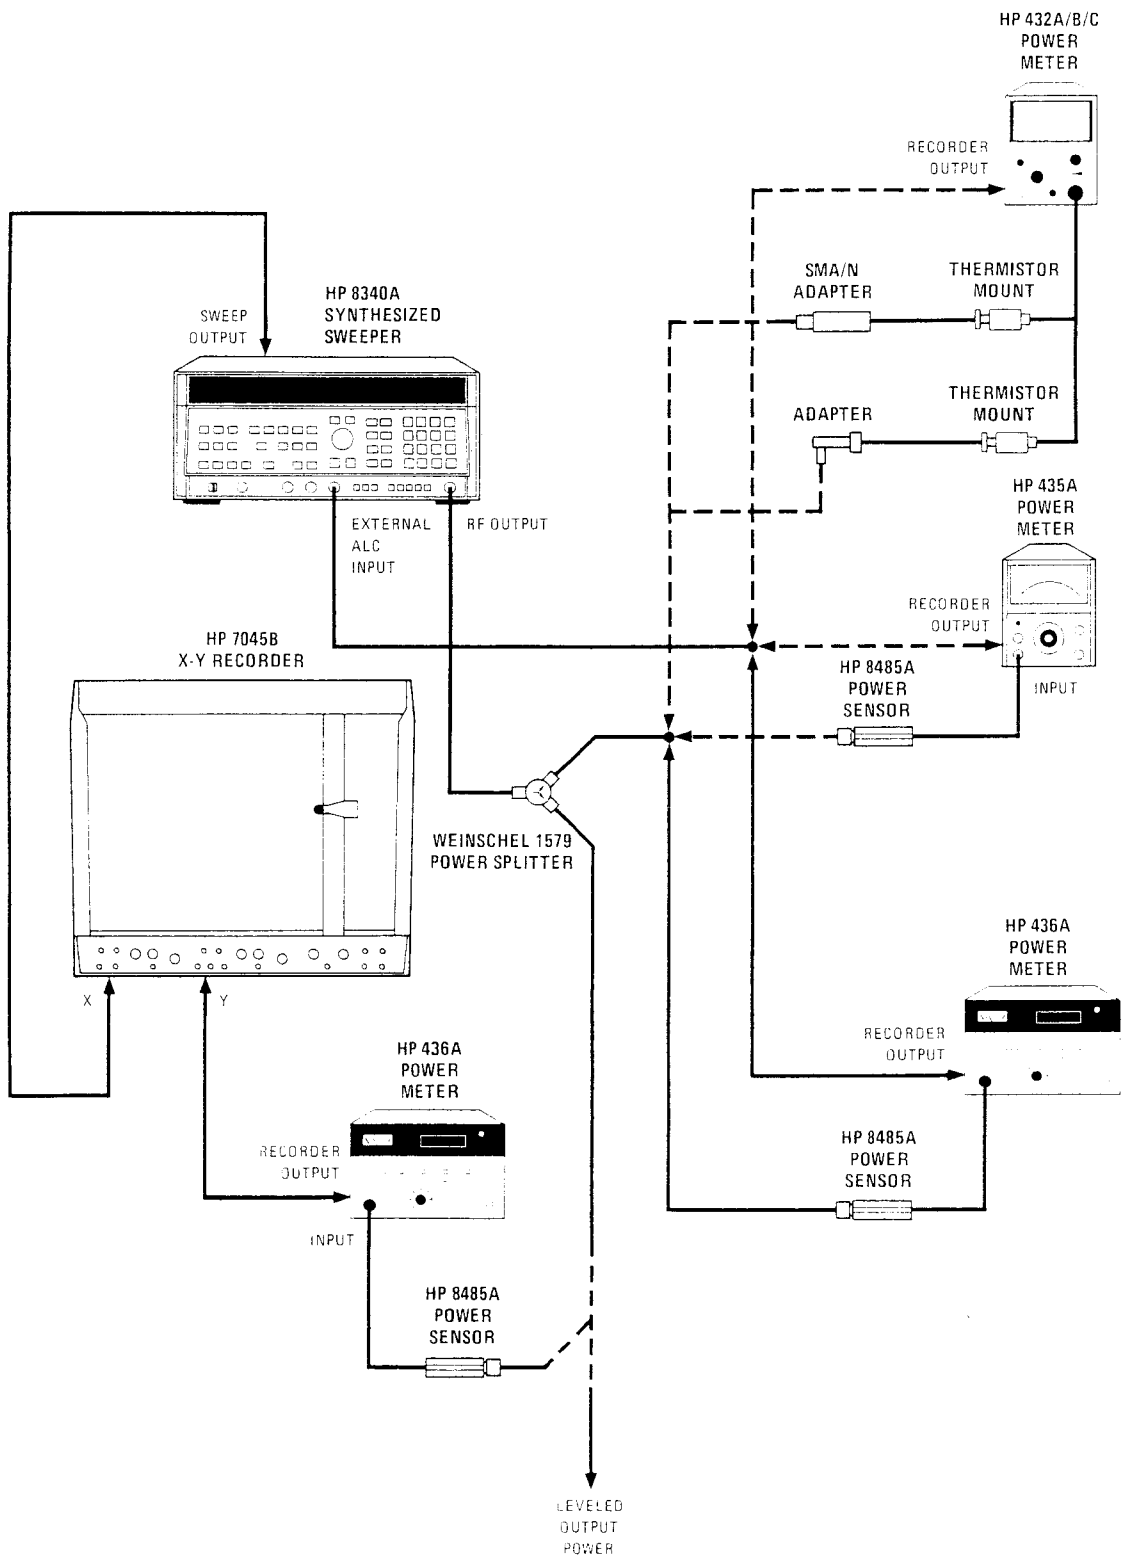 HP 432A/B/C
POWER
METER
RECORDER
OUTPUT
SMA/N
ADAPTER
THERMISTOR
MOUNT
HP 8340A
SYNTHESIZED
SWEEPER
SWEEP
OUTPUT
ADAPTER
THERMISTOR
MOUNT
HP 435A
POWER
METER
EXTERNAL
ALC
INPUT
RF OUTPUT
RECORDER
OUTPUT
HP 7045B
X-Y RECORDER
HP 8485A
POWER
SENSOR
INPUT
WEINSCHEL 1579
POWER SPLITTER
HP 436A
POWER
METER
X
Y
RECORDER
OUTPUT
HP 436A
POWER
METER
RECORDER
OUTPUT
HP 8485A
POWER
SENSOR
INPUT
HP 8485A
POWER
SENSOR
LEVELED
OUTPUT
POWER